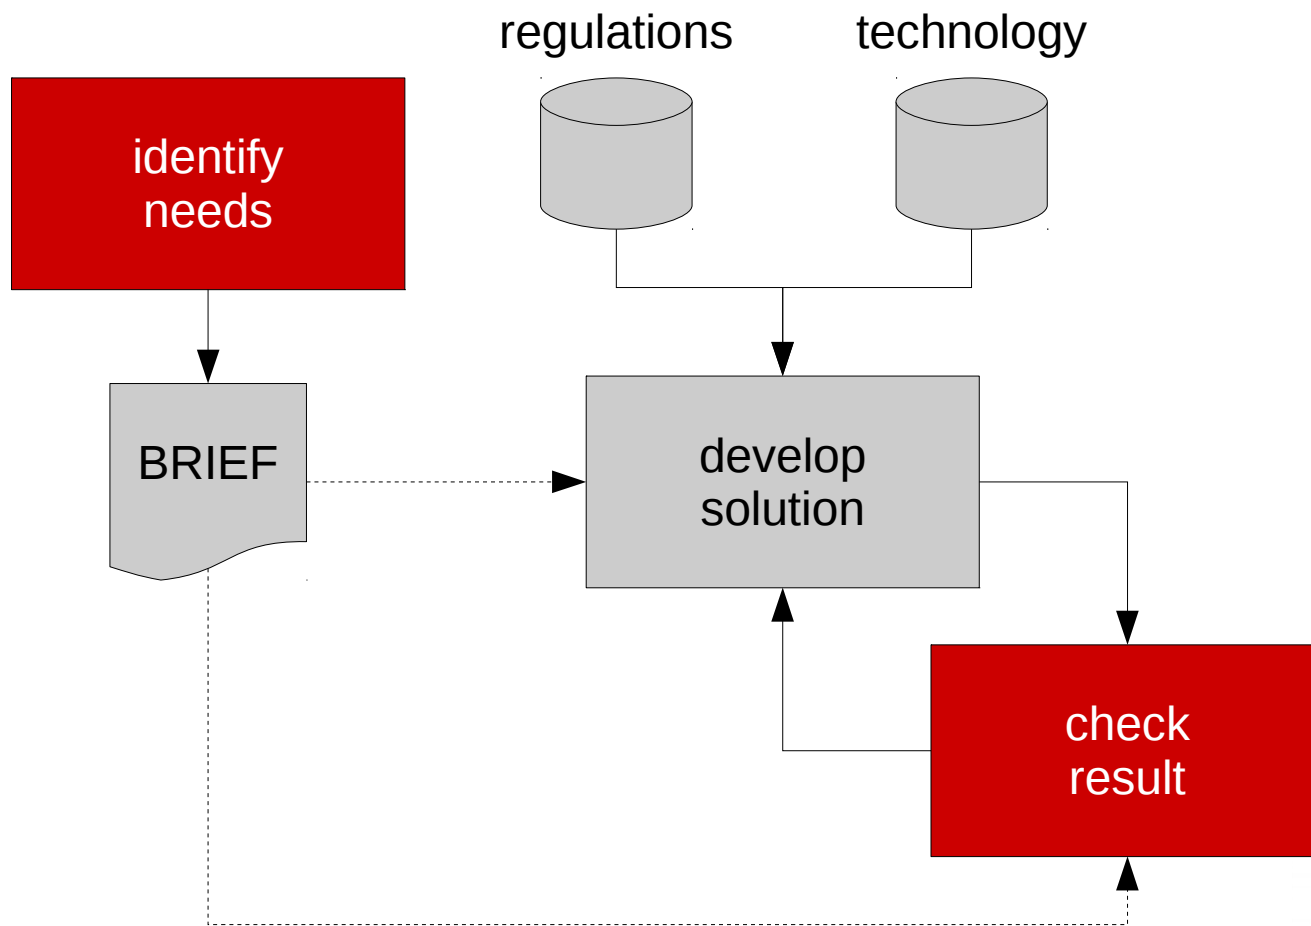 regulations
technology
identify
needs
BRIEF
develop
solution
check
result